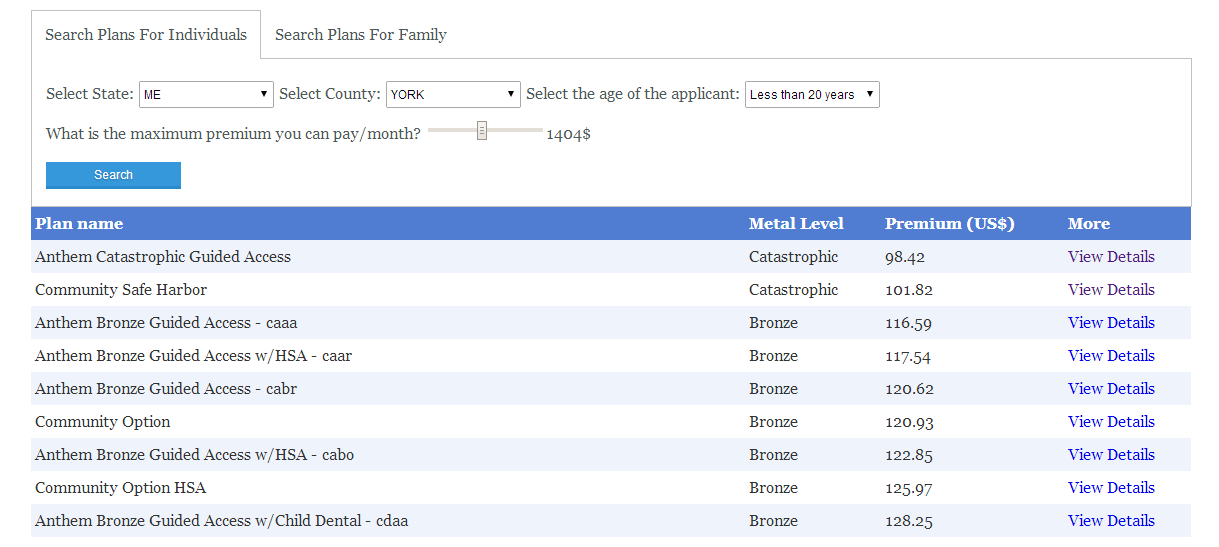 Search Plans For Individuals Search Plans For Family
Select State: ME Select County: YORK Select the age of the applicant: Less than 20 years
What is the maximum premium you can pay/month? 1404$
Search
Plan name Metal Level Premium (US$) More
Anthem Catastrophic Guided Access Catastrophic 98.42 View Details
Community Safe Harbor Catastrophic 101.82 View Details
Anthem Bronze Guided Access - caaa Bronze 116.59 View Details
Anthem Bronze Guided Access w/HSA - caar Bronze 117.54 View Details
Anthem Bronze Guided Access - cabr Bronze 120.62 View Details
Community Option Bronze 120.93 View Details
Anthem Bronze Guided Access w/HSA - cabo Bronze 122.85 View Details
Community Option HSA Bronze 125.97 View Details
Anthem Bronze Guided Access w/Child Dental - cdaa Bronze 128.25 View Details